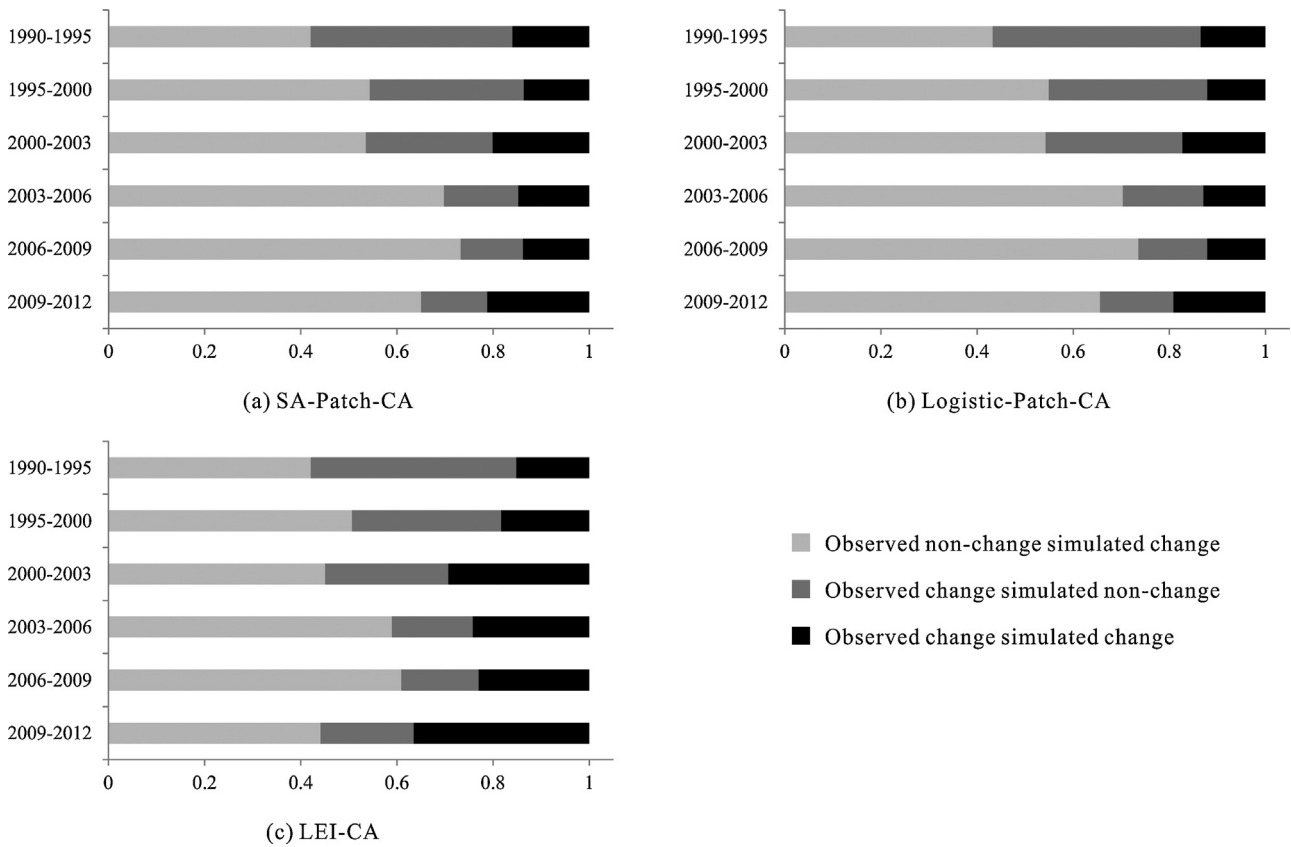 1990-1995
1995-2000
2000-2003
2003-2006
2006-2009
2009-2012
0 0.2 0.4 0.6 0.8 1
(a) SA-Patch-CA
1990-1995
1995-2000
2000-2003
2003-2006
2006-2009
2009-2012
0 0.2 0.4 0.6 0.8 1
(b) Logistic-Patch-CA
1990-1995
1995-2000
2000-2003
2003-2006
2006-2009
2009-2012
0 0.2 0.4 0.6 0.8 1
(c) LEI-CA
Observed non-change simulated change
Observed change simulated non-change
Observed change simulated change